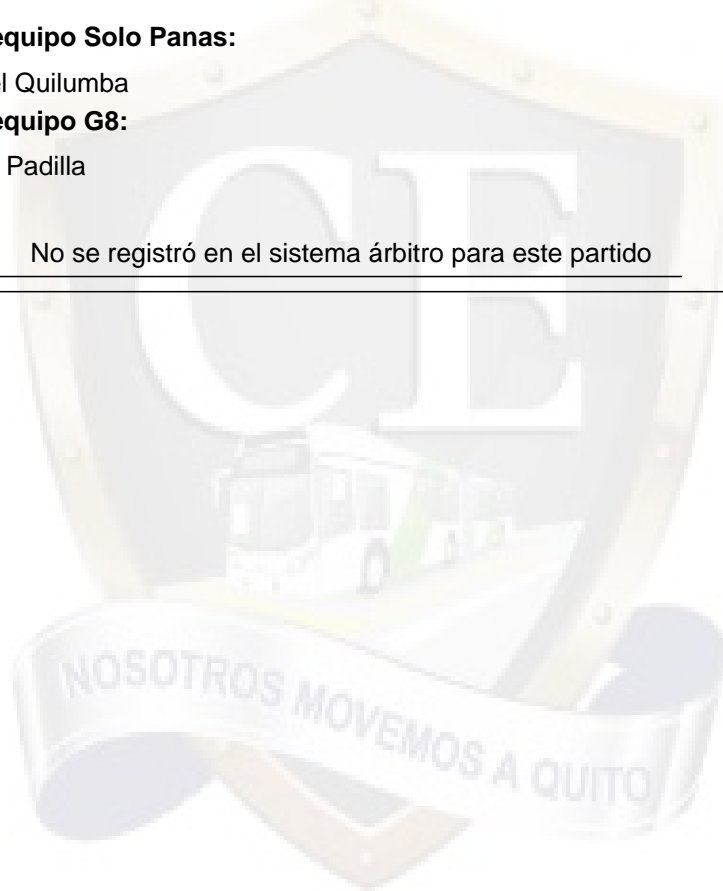 equipo Solo Panas:
el Quilumba
equipo G8:
Padilla
No se registró en el sistema árbitro para este partido
CE
NOSOTROS MOVEMOS A QUITO